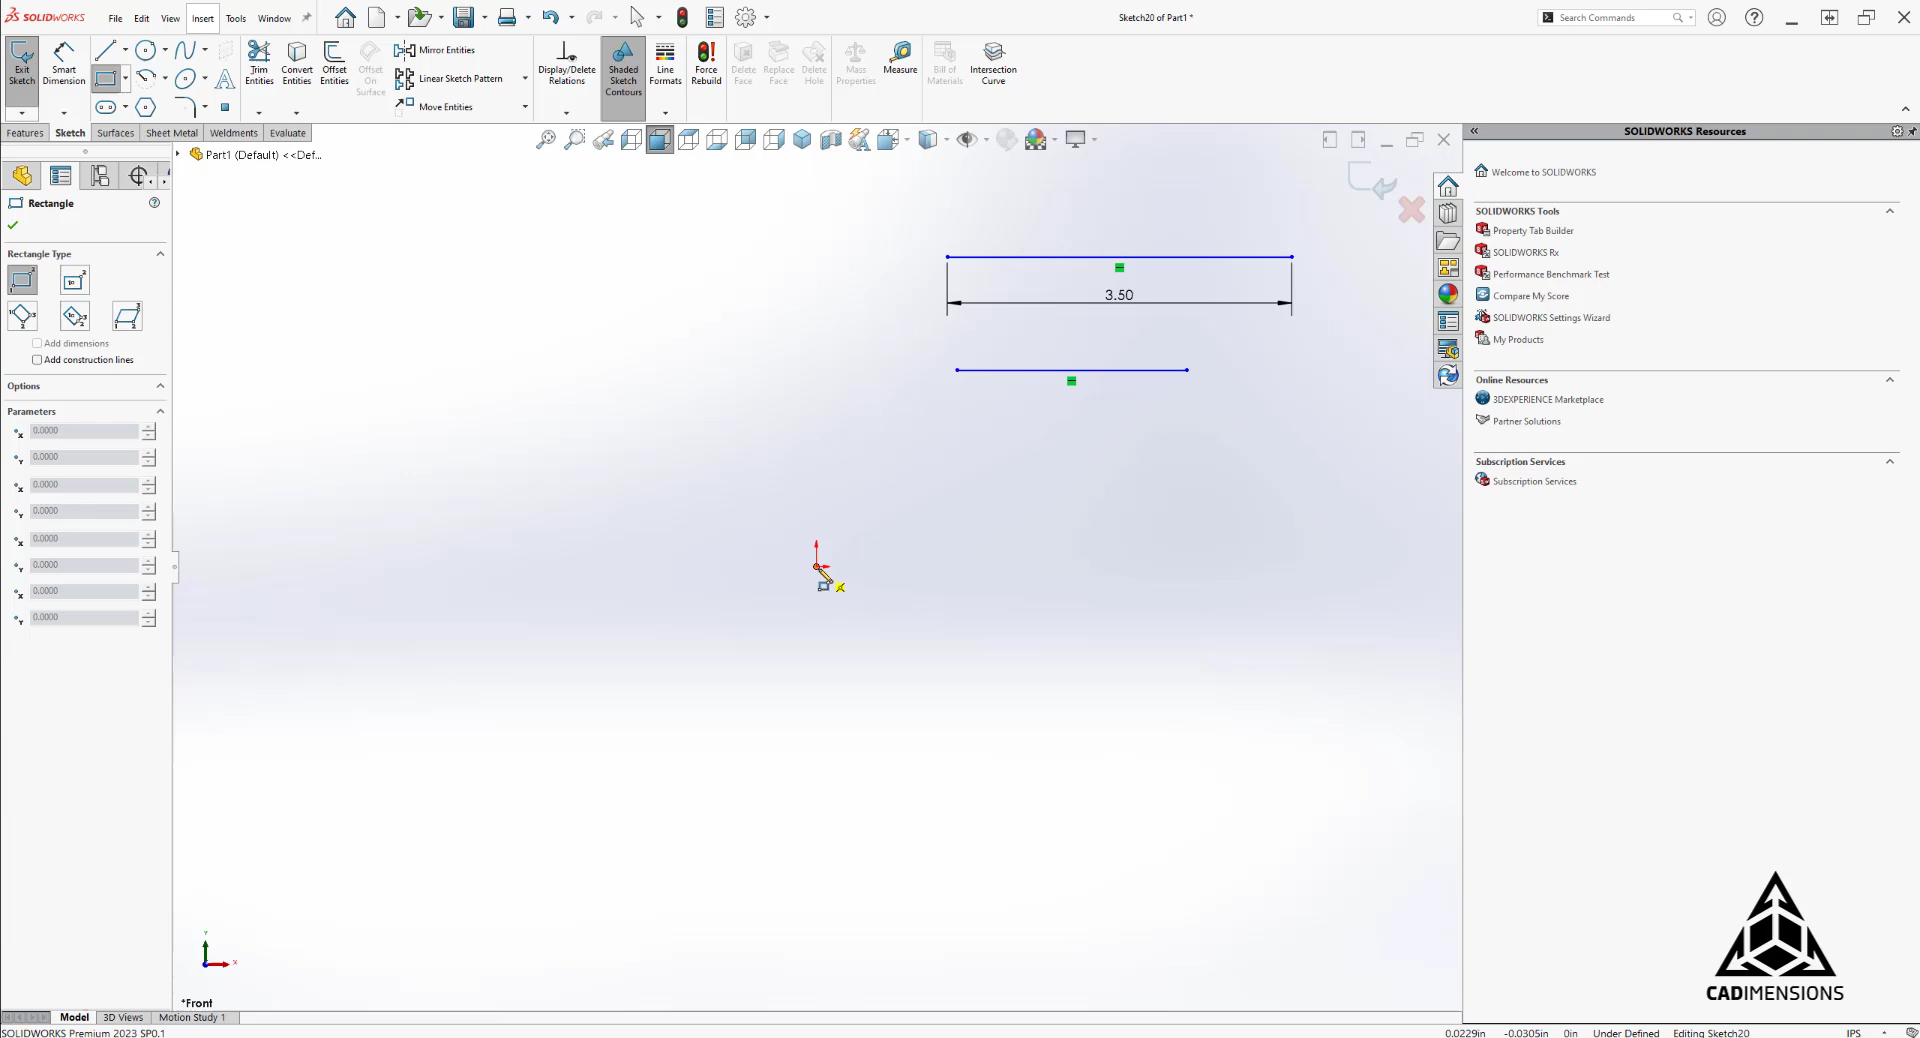 SOLIDWORKS
File
Edit
View
Insert
Tools
Window
Sketch20 of Part1 *
Search Commands
Exit Sketch
Smart Dimension
Trim Entities
Convert Entities
Offset Entities
Offset On Surface
Mirror Entities
Linear Sketch Pattern
Move Entities
Display/Delete Relations
Shaded Sketch Contours
Line Formats
Force Rebuild
Delete Face
Replace Face
Delete Hole
Mass Properties
Measure
Bill of Materials
Intersection Curve
Features
Sketch
Surfaces
Sheet Metal
Weldments
Evaluate
Part1 (Default) <<Def...
Rectangle
Rectangle Type
Add dimensions
Add construction lines
Options
Parameters
0.0000
0.0000
0.0000
0.0000
0.0000
0.0000
0.0000
0.0000
3.50
Y
X
*Front
SOLIDWORKS Resources
Welcome to SOLIDWORKS
SOLIDWORKS Tools
Property Tab Builder
SOLIDWORKS Rx
Performance Benchmark Test
Compare My Score
SOLIDWORKS Settings Wizard
My Products
Online Resources
3DEXPERIENCE Marketplace
Partner Solutions
Subscription Services
Subscription Services
CADIMENSIONS
Model
3D Views
Motion Study 1
SOLIDWORKS Premium 2023 SP0.1
0.0229in
-0.0305in
0in
Under Defined
Editing Sketch20
IPS